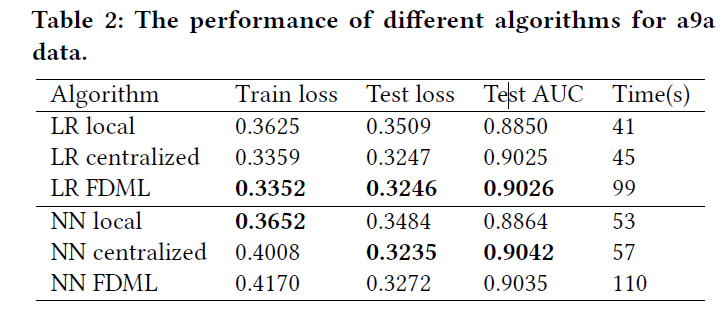 Table 2: The performance of different algorithms for a9a
data.
Algorithm Train loss Test loss Test AUC Time(s)
LR local 0.3625 0.3509 0.8850 41
LR centralized 0.3359 0.3247 0.9025 45
LR FDML 0.3352 0.3246 0.9026 99
NN local 0.3652 0.3484 0.8864 53
NN centralized 0.4008 0.3235 0.9042 57
NN FDML 0.4170 0.3272 0.9035 110